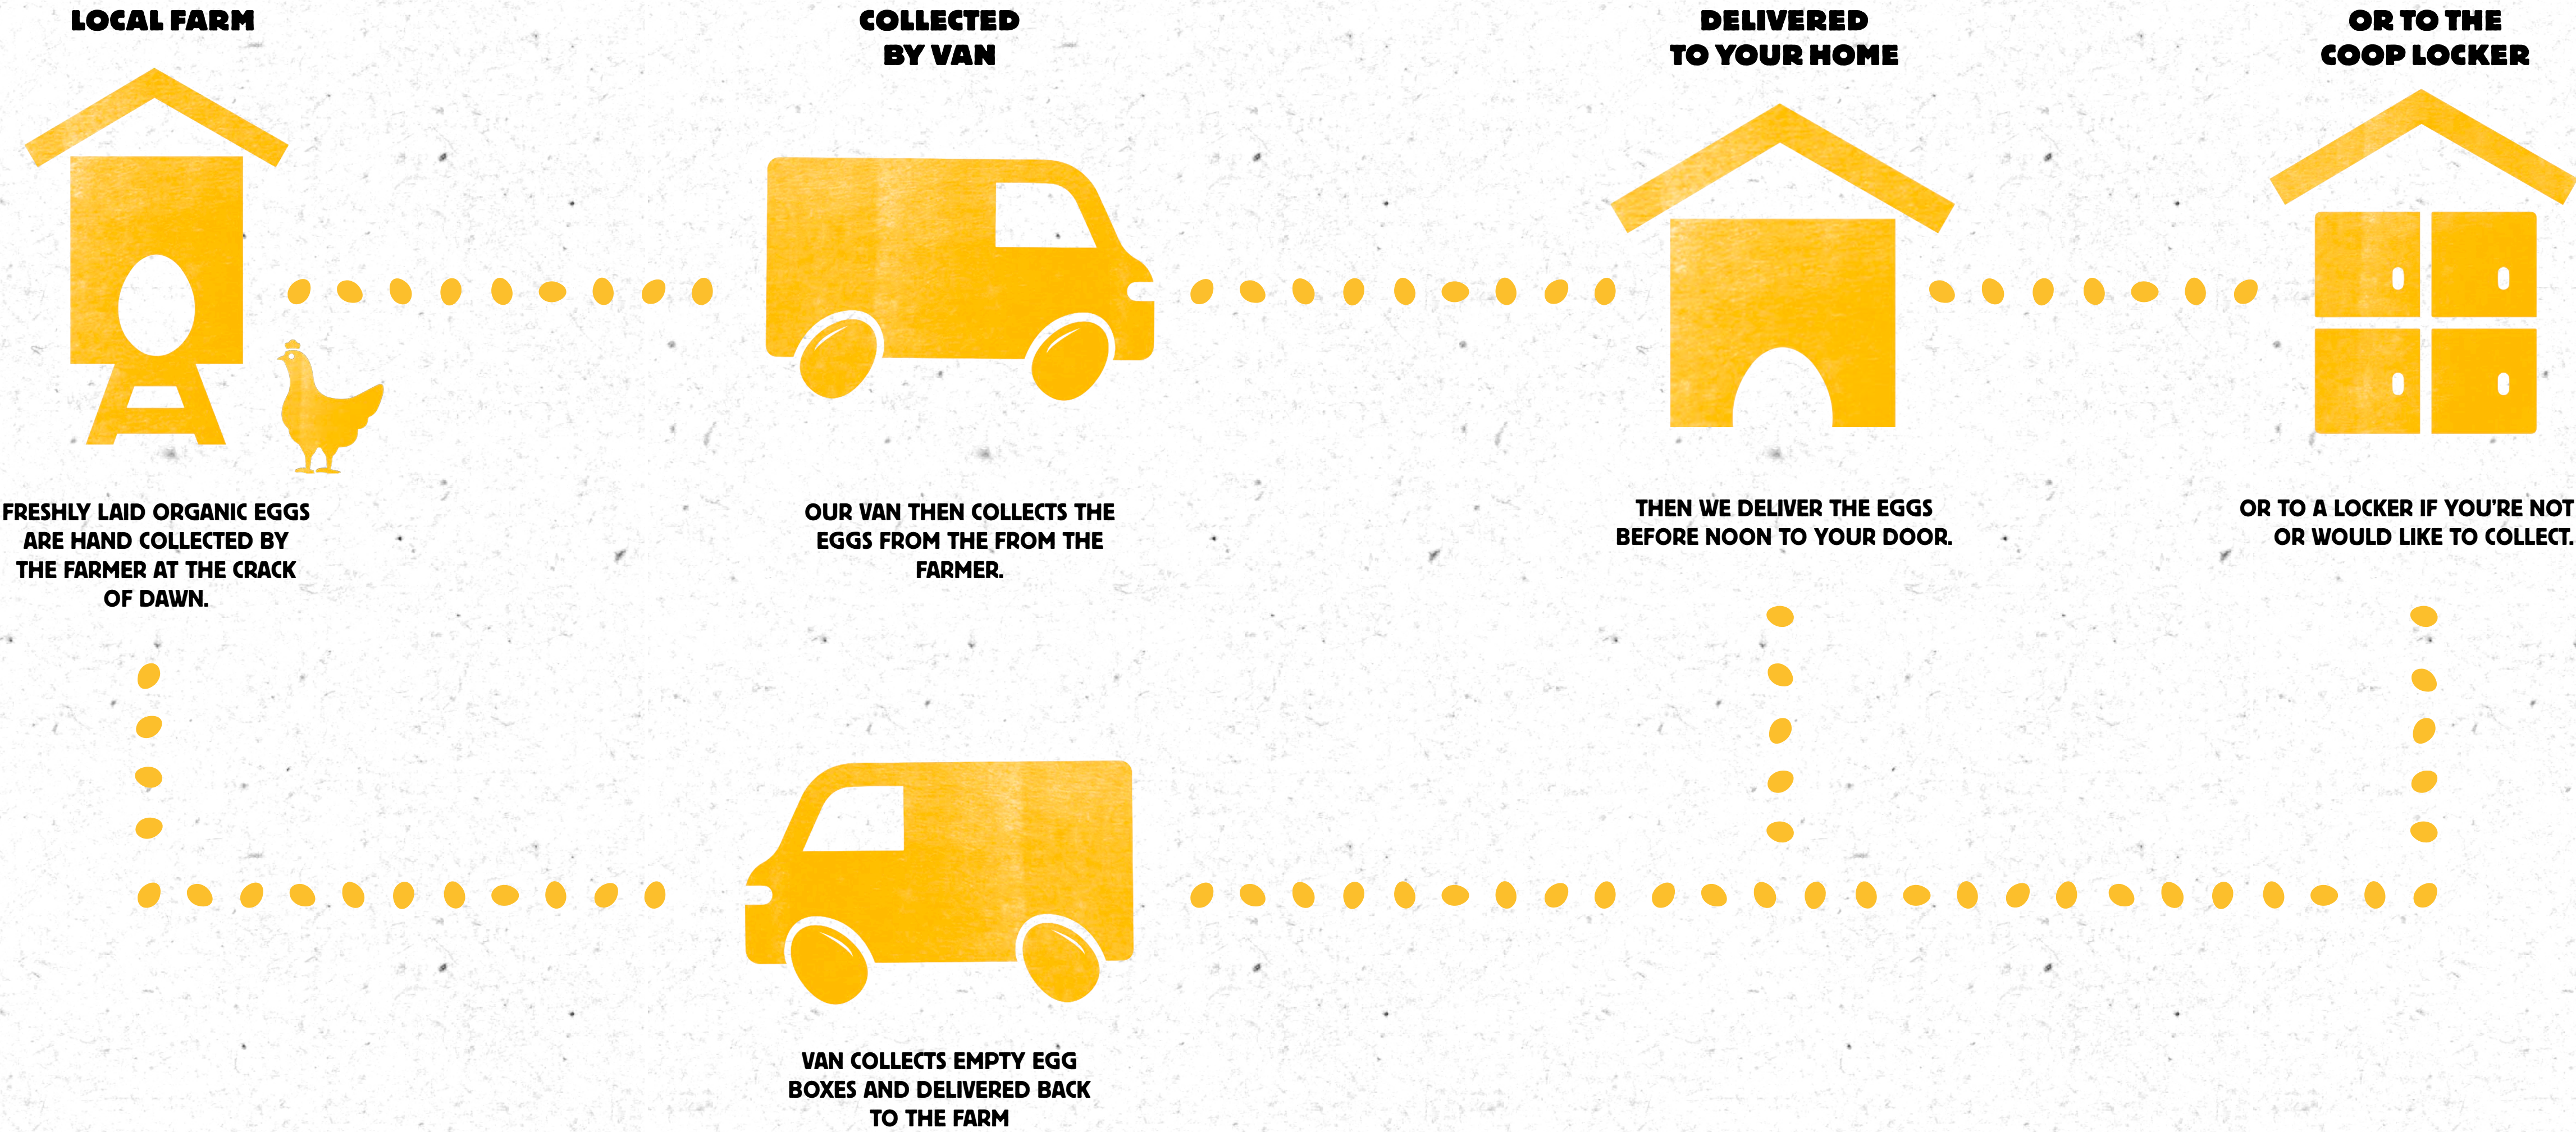 LOCAL FARM
COLLECTED
BY VAN
DELIVERED
TO YOUR HOME
OR TO THE
COOP LOCKER
FRESHLY LAID ORGANIC EGGS
ARE HAND COLLECTED BY
THE FARMER AT THE CRACK
OF DAWN.
OUR VAN THEN COLLECTS THE
EGGS FROM THE FROM THE
FARMER.
THEN WE DELIVER THE EGGS
BEFORE NOON TO YOUR DOOR.
OR TO A LOCKER IF YOU'RE NOT
OR WOULD LIKE TO COLLECT.
VAN COLLECTS EMPTY EGG
BOXES AND DELIVERED BACK
TO THE FARM